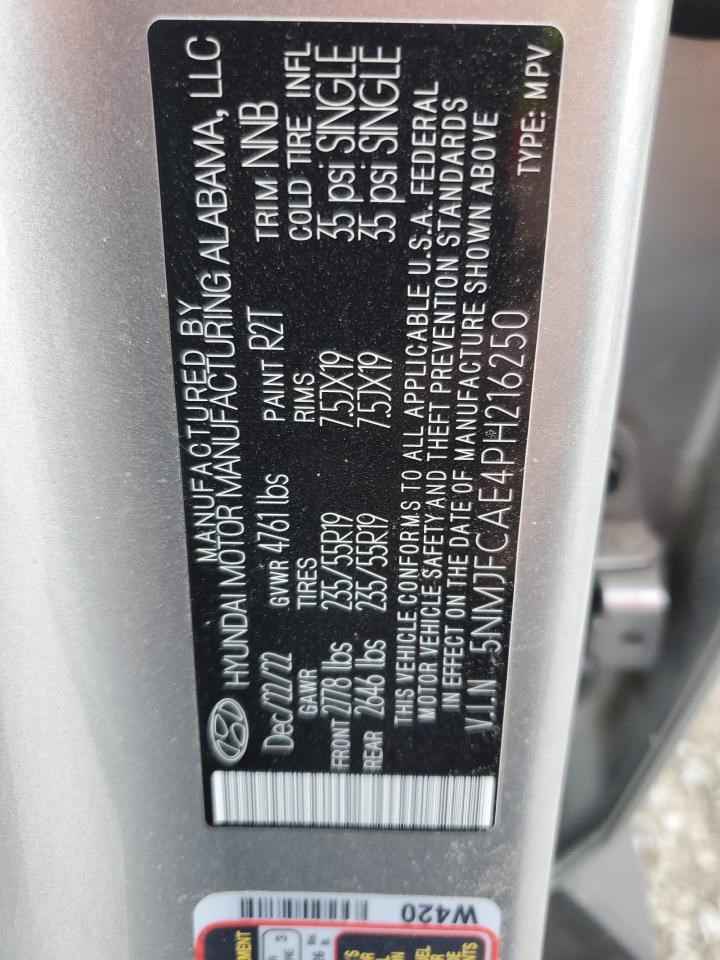 MANUFACTURED BY
HYUNDAI MOTOR MANUFACTURING ALABAMA, LLC
Dec/22/22 GVWR 4761 lbs PAINT R2T TRIM NNB
GAWR TIRES RIMS COLD TIRE INFL
FRONT 2778 lbs 235/55R19 7.5JX19 35 psi SINGLE
REAR 2646 lbs 235/55R19 7.5JX19 35 psi SINGLE
THIS VEHICLE CONFORMS TO ALL APPLICABLE U.S.A. FEDERAL
MOTOR VEHICLE SAFETY AND THEFT PREVENTION STANDARDS
IN EFFECT ON THE DATE OF MANUFACTURE SHOWN ABOVE
V.I.N 5NMJFCAE4PH216250
TYPE: MPV
W420